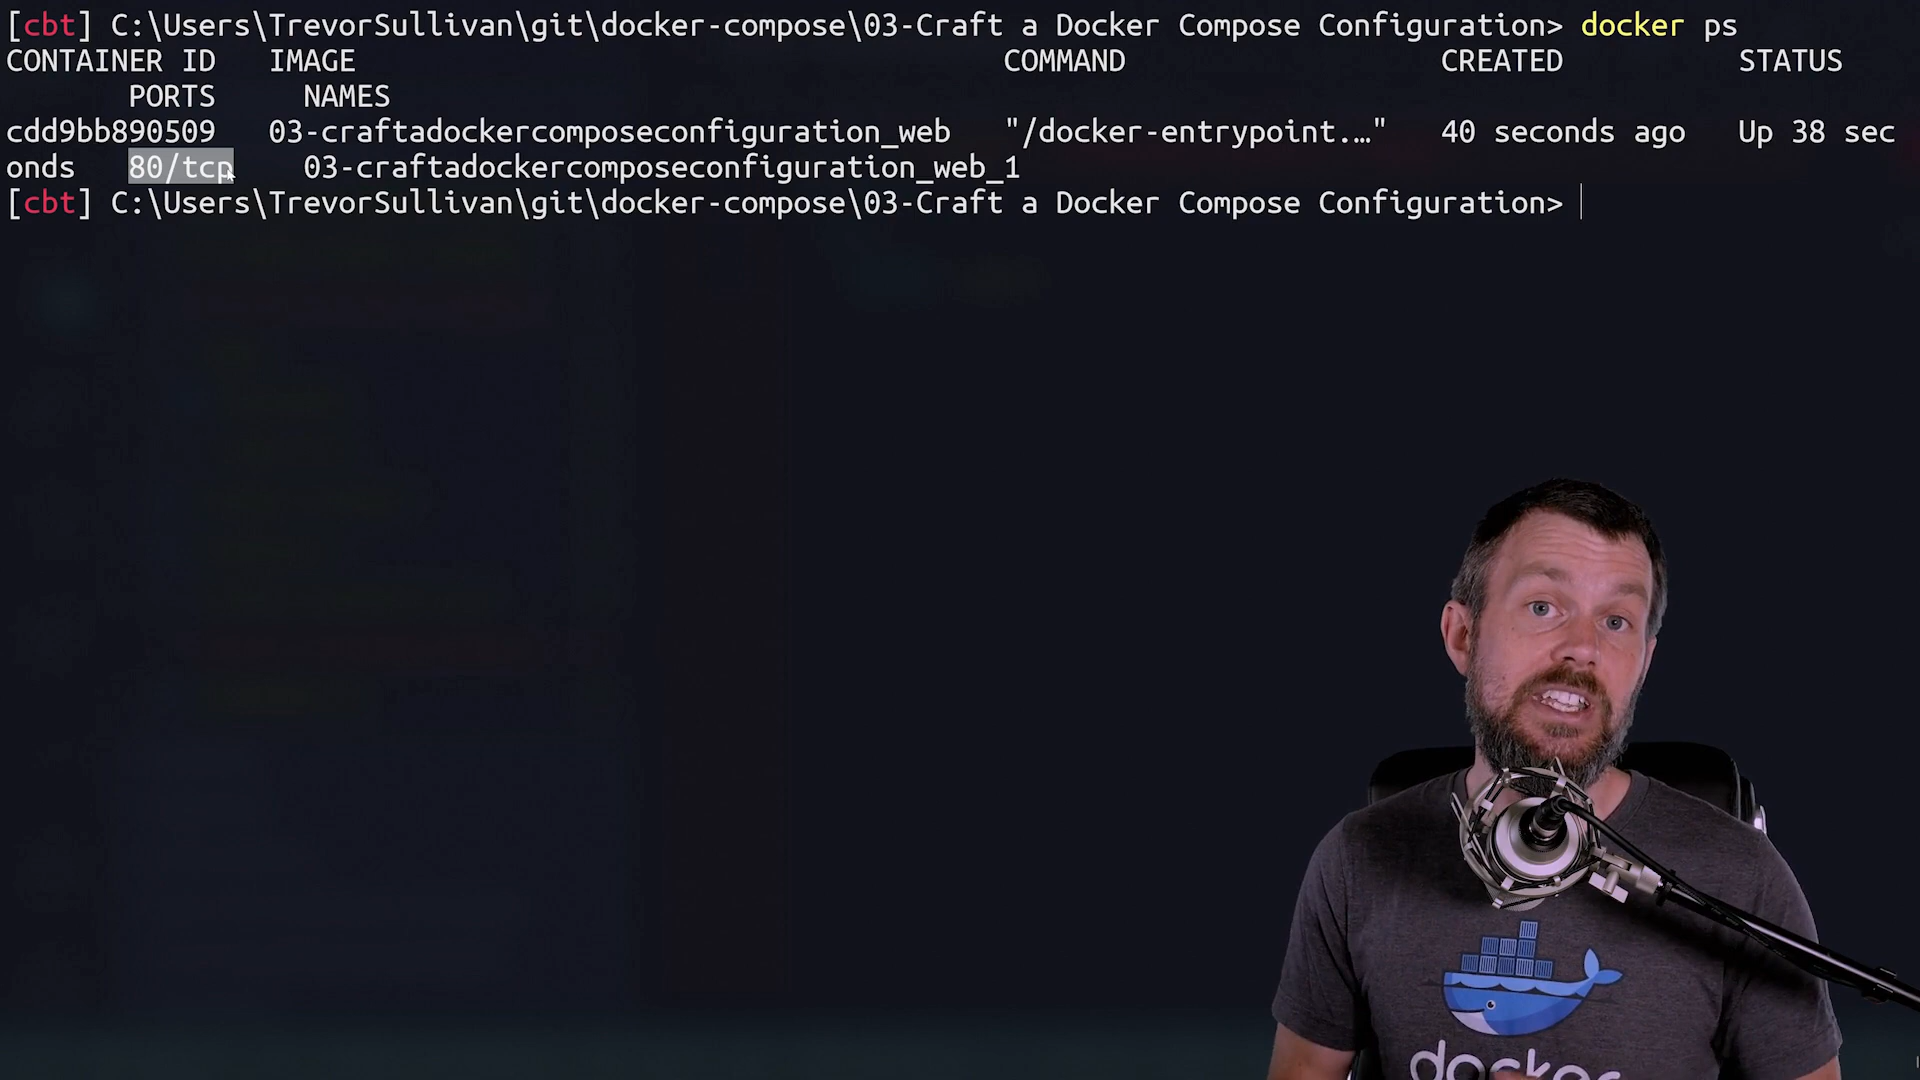 [cbt] C:\Users\TrevorSullivan\git\docker-compose\03-Craft a Docker Compose Configuration> docker ps
CONTAINER ID   IMAGE   COMMAND   CREATED   STATUS
PORTS   NAMES
cdd9bb890509   03-craftadockercomposeconfiguration_web   "/docker-entrypoint.…"   40 seconds ago   Up 38 sec
onds   80/tcp   03-craftadockercomposeconfiguration_web_1
[cbt] C:\Users\TrevorSullivan\git\docker-compose\03-Craft a Docker Compose Configuration>
docker